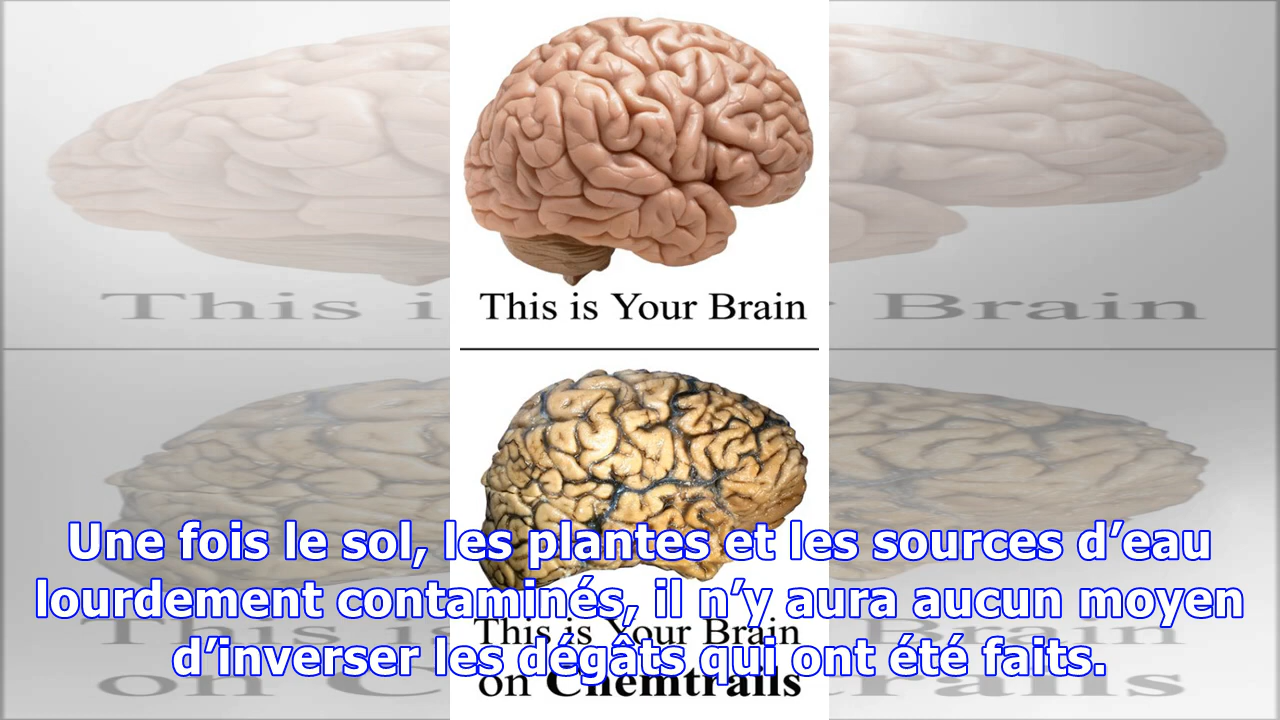 This is Your Brain
Une fois le sol, les plantes et les sources d’eau
lourdement contaminés, il n’y aura aucun moyen
This is Your Brain
d’inverser les dégâts qui ont été faits.
on Chemtrails